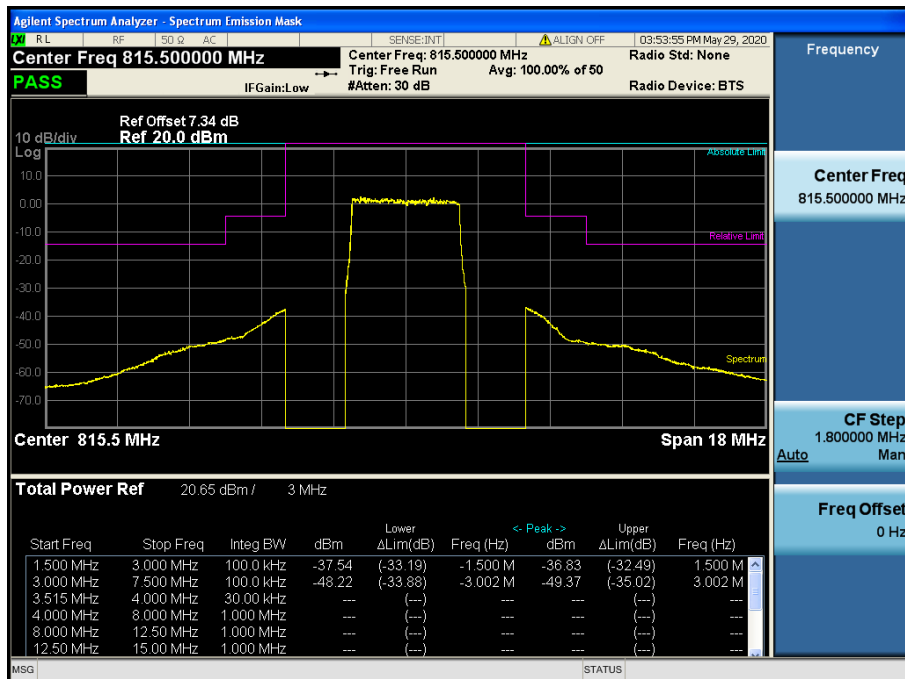 Agilent Spectrum Analyzer - Spectrum Emission Mask
LXI RL RF 50 Ω AC SENSE:INT ALIGN OFF 03:53:55 PM May 29, 2020
Center Freq 815.500000 MHz
Center Freq: 815.500000 MHz
Radio Std: None
Trig: Free Run Avg: 100.00% of 50
PASS
IFGain:Low
#Atten: 30 dB
Radio Device: BTS
Ref Offset 7.34 dB
10 dB/div Ref 20.0 dBm
Log
Absolute Limit
10.0
0.00
-10.0
Relative Limit
-20.0
-30.0
-40.0
-50.0
Spectrum
-60.0
-70.0
Center 815.5 MHz Span 18 MHz
Total Power Ref 20.65 dBm / 3 MHz
Lower <- Peak -> Upper
Start Freq Stop Freq Integ BW dBm ΔLim(dB) Freq (Hz) dBm ΔLim(dB) Freq (Hz)
1.500 MHz 3.000 MHz 100.0 kHz -37.54 (-33.19) -1.500 M -36.83 (-32.49) 1.500 M
3.000 MHz 7.500 MHz 100.0 kHz -48.22 (-33.88) -3.002 M -49.37 (-35.02) 3.002 M
3.515 MHz 4.000 MHz 30.00 kHz --- (---) --- --- (---) ---
4.000 MHz 8.000 MHz 1.000 MHz --- (---) --- --- (---) ---
8.000 MHz 12.50 MHz 1.000 MHz --- (---) --- --- (---) ---
12.50 MHz 15.00 MHz 1.000 MHz --- (---) --- --- (---) ---
MSG STATUS
Frequency
Center Freq
815.500000 MHz
CF Step
1.800000 MHz
Auto Man
Freq Offset
0 Hz